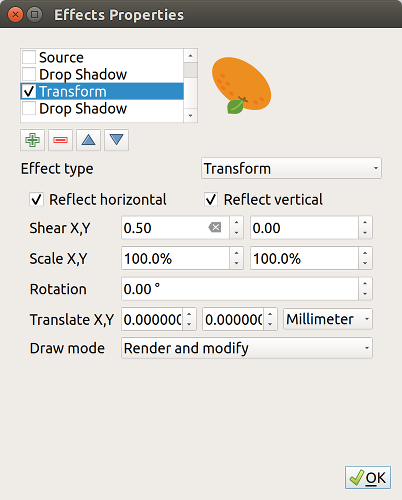 Effects Properties
Source
Drop Shadow
Transform
Drop Shadow
Effect type Transform
Reflect horizontal Reflect vertical
Shear X,Y 0.50 0.00
Scale X,Y 100.0% 100.0%
Rotation 0.00 °
Translate X,Y 0.000000 0.000000 Millimeter
Draw mode Render and modify
OK